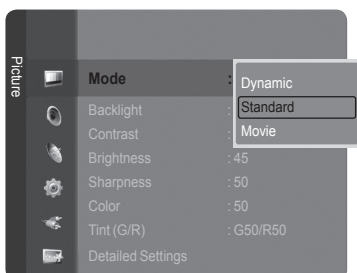 Picture
Mode :
Dynamic
Standard
Movie
Backlight :
Contrast :
Brightness : 45
Sharpness : 50
Color : 50
Tint (G/R) : G50/R50
Detailed Settings